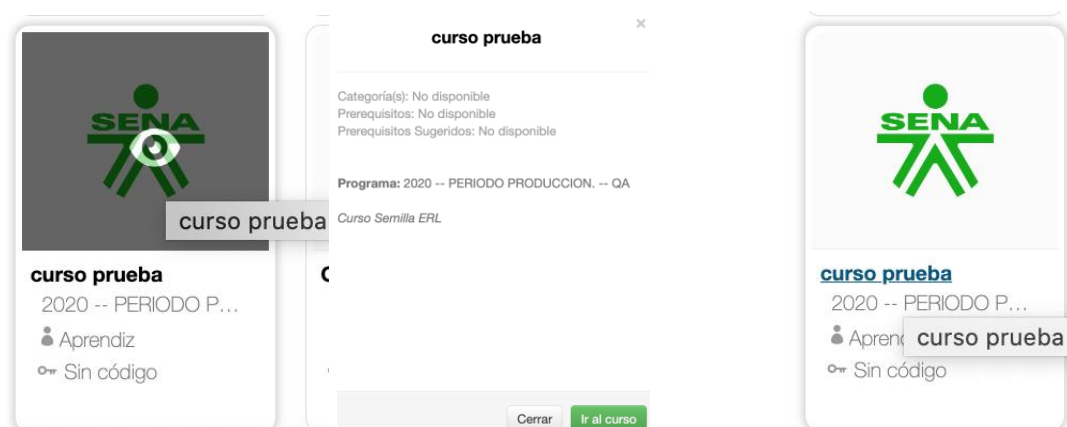 SENA
curso prueba
curso prueba
2020 -- PERIODO P...
Aprendiz
Sin código
×
curso prueba
Categoría(s): No disponible
Prerequisitos: No disponible
Prerequisitos Sugeridos: No disponible
Programa: 2020 -- PERIODO PRODUCCION. -- QA
Curso Semilla ERL
Cerrar
Ir al curso
SENA
curso prueba
2020 -- PERIODO P...
curso prueba
Sin código